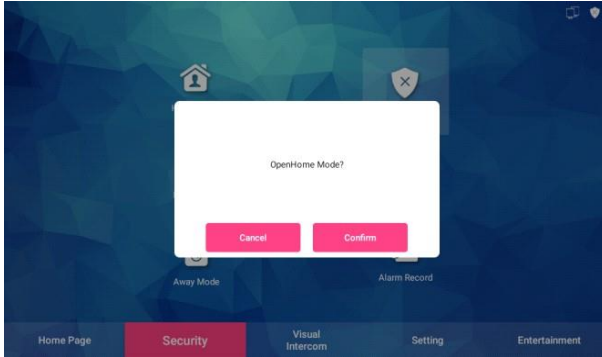 OpenHome Mode?
Cancel
Confirm
Away Mode
Alarm Record
Home Page
Security
Visual
Intercom
Setting
Entertainment